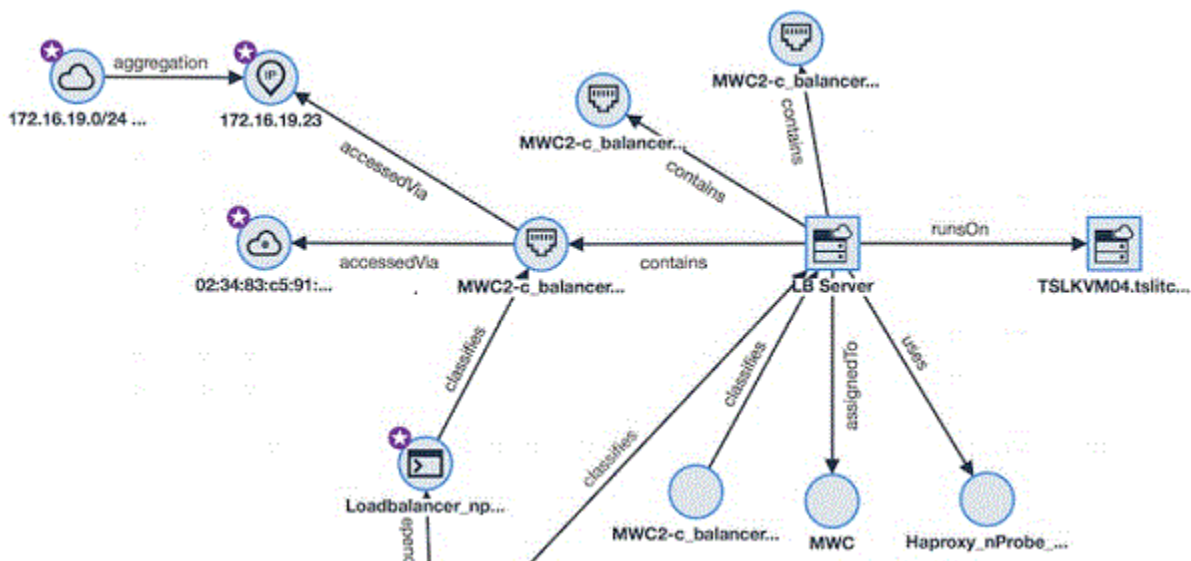 aggregation
172.16.19.0/24 ...
IP
172.16.19.23
MWC2-c_balancer...
MWC2-c_balancer...
contains
contains
accessedVia
runsOn
02:34:83:c5:91:...
accessedVia
MWC2-c_balancer...
contains
LB Server
TSLKVM04.tslitc...
classifies
classifies
classifies
assignedTo
uses
Loadbalancer_np...
MWC2-c_balancer...
MWC
Haproxy_nProbe_...